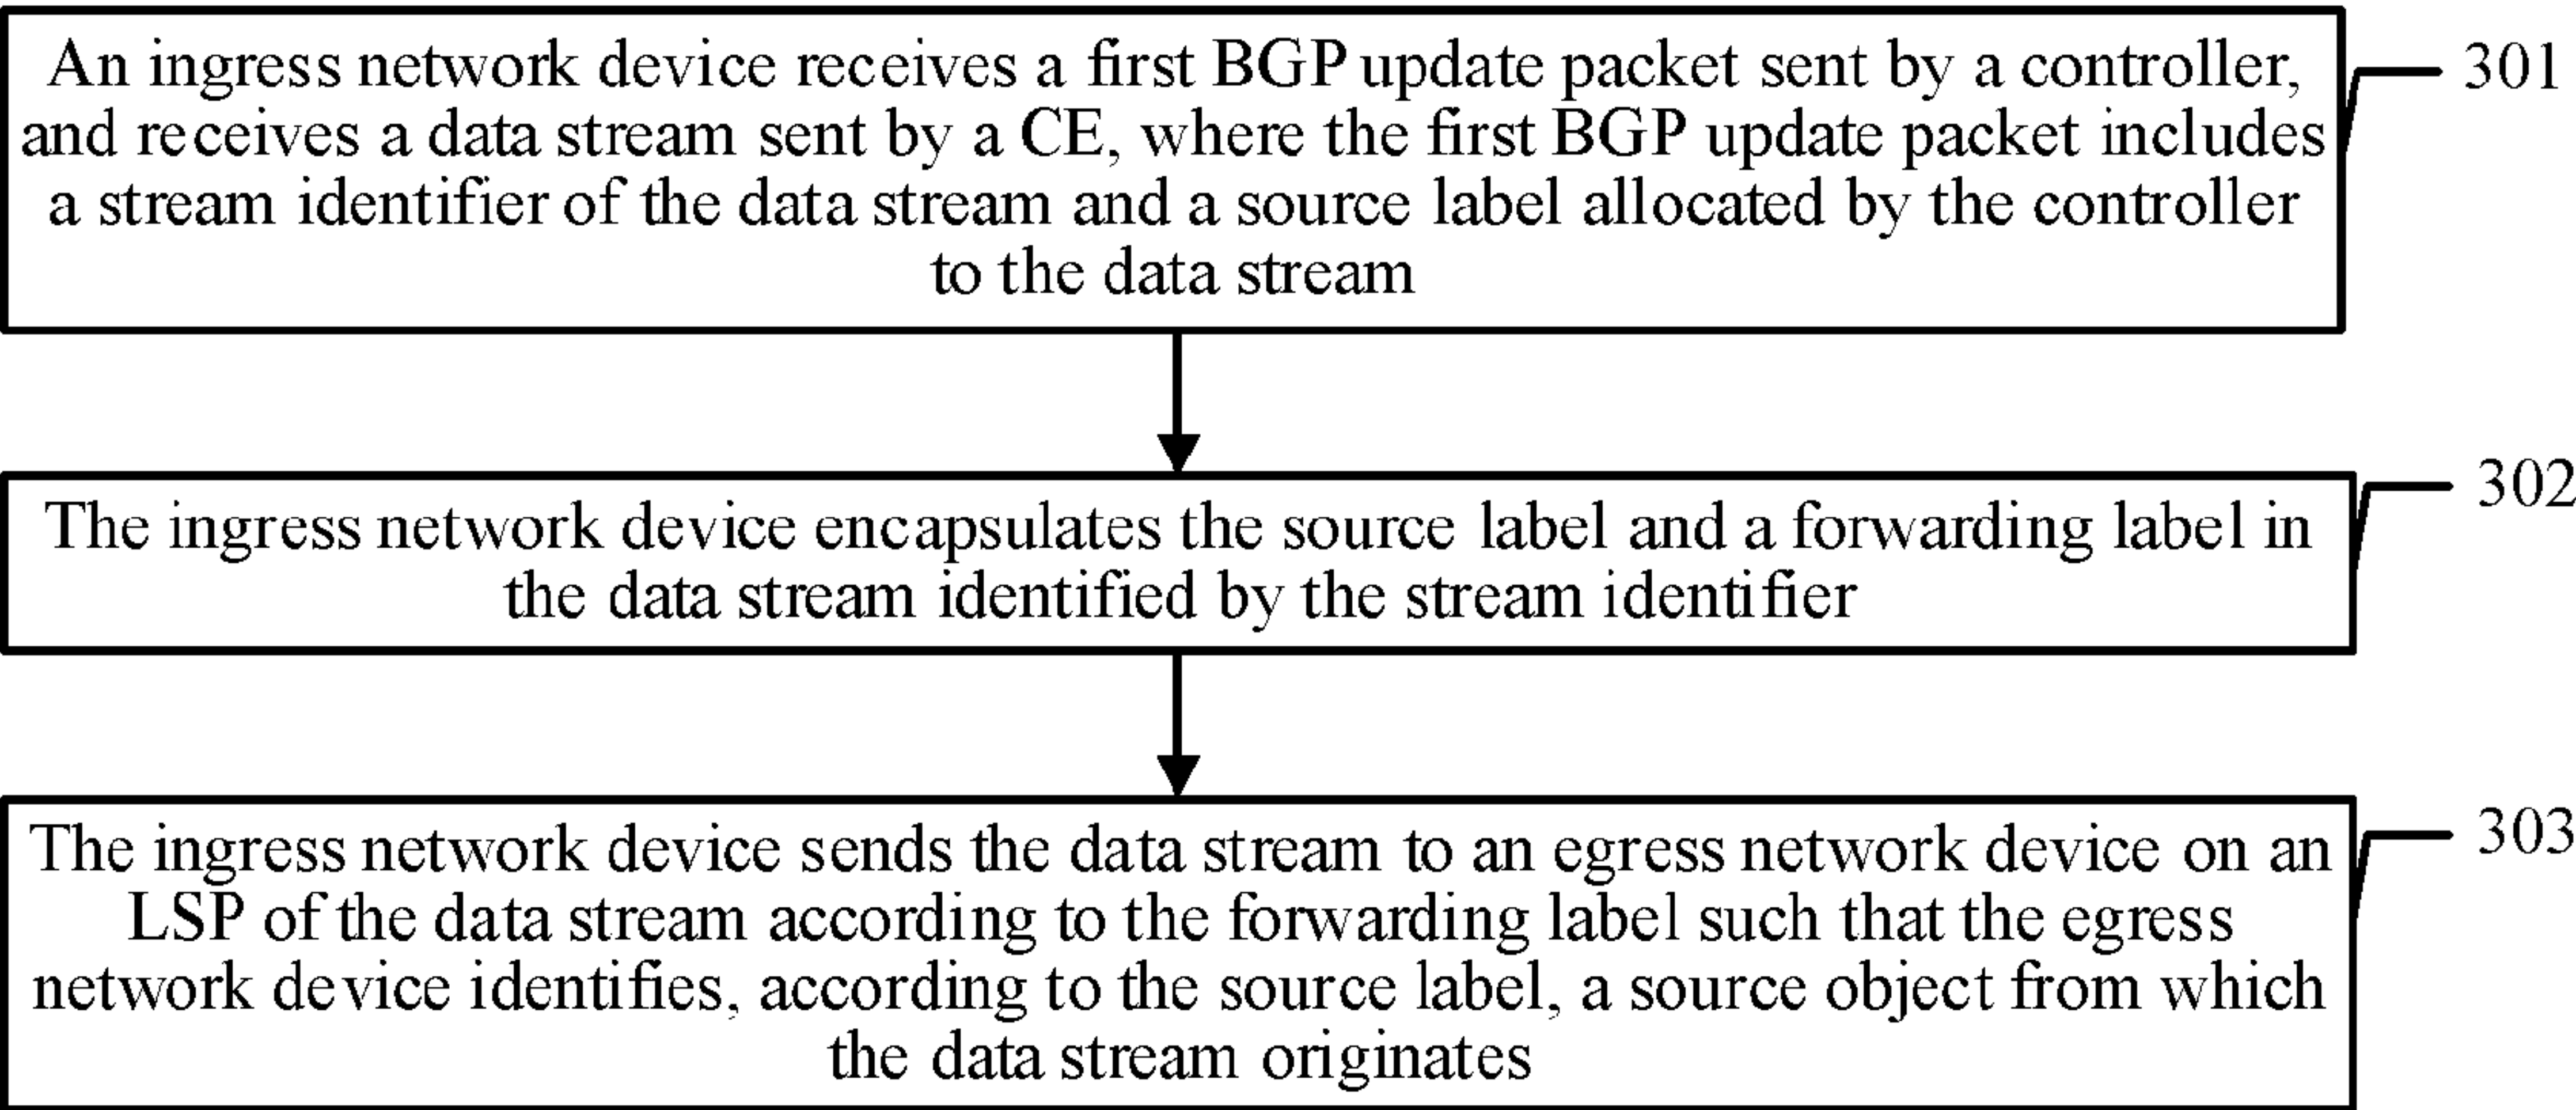 An ingress network device receives a first BGP update packet sent by a controller,
and receives a data stream sent by a CE, where the first BGP update packet includes
a stream identifier of the data stream and a source label allocated by the controller
to the data stream
301
The ingress network device encapsulates the source label and a forwarding label in
the data stream identified by the stream identifier
302
The ingress network device sends the data stream to an egress network device on an
LSP of the data stream according to the forwarding label such that the egress
network device identifies, according to the source label, a source object from which
the data stream originates
303